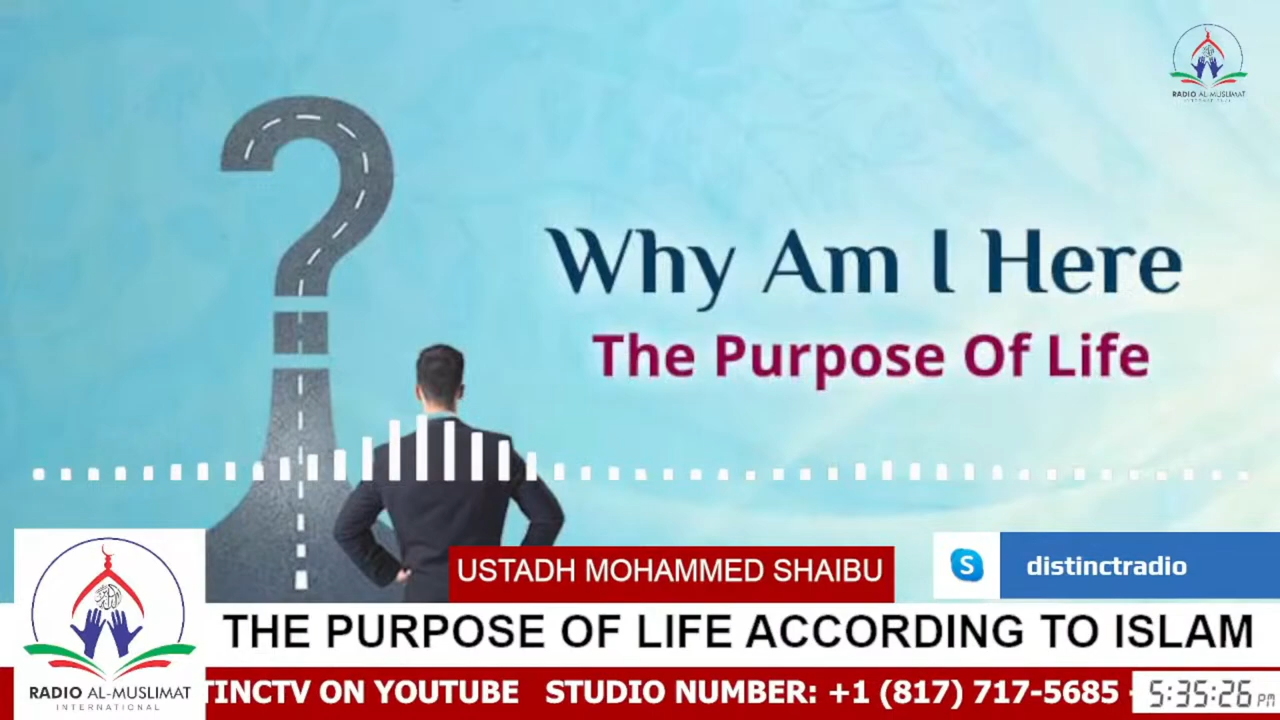 RADIO AL-MUSLIMAT
INTERNATIONAL
Why Am I Here
The Purpose Of Life
USTADH MOHAMMED SHAIBU
S
distinctradio
THE PURPOSE OF LIFE ACCORDING TO ISLAM
RADIO AL-MUSLIMAT
INTERNATIONAL
TINCTV ON YOUTUBE STUDIO NUMBER: +1 (817) 717-5685 -
5:35:26 PM